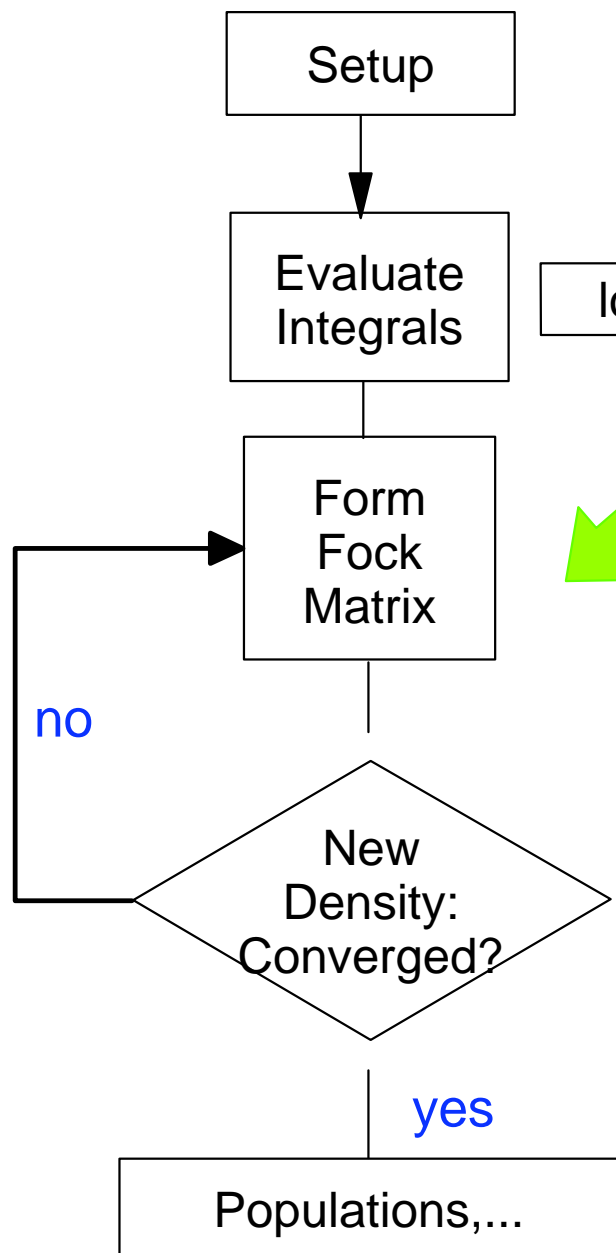 Setup
Evaluate
Integrals
Form
Fock
Matrix
no
New
Density:
Converged?
yes
Populations,...